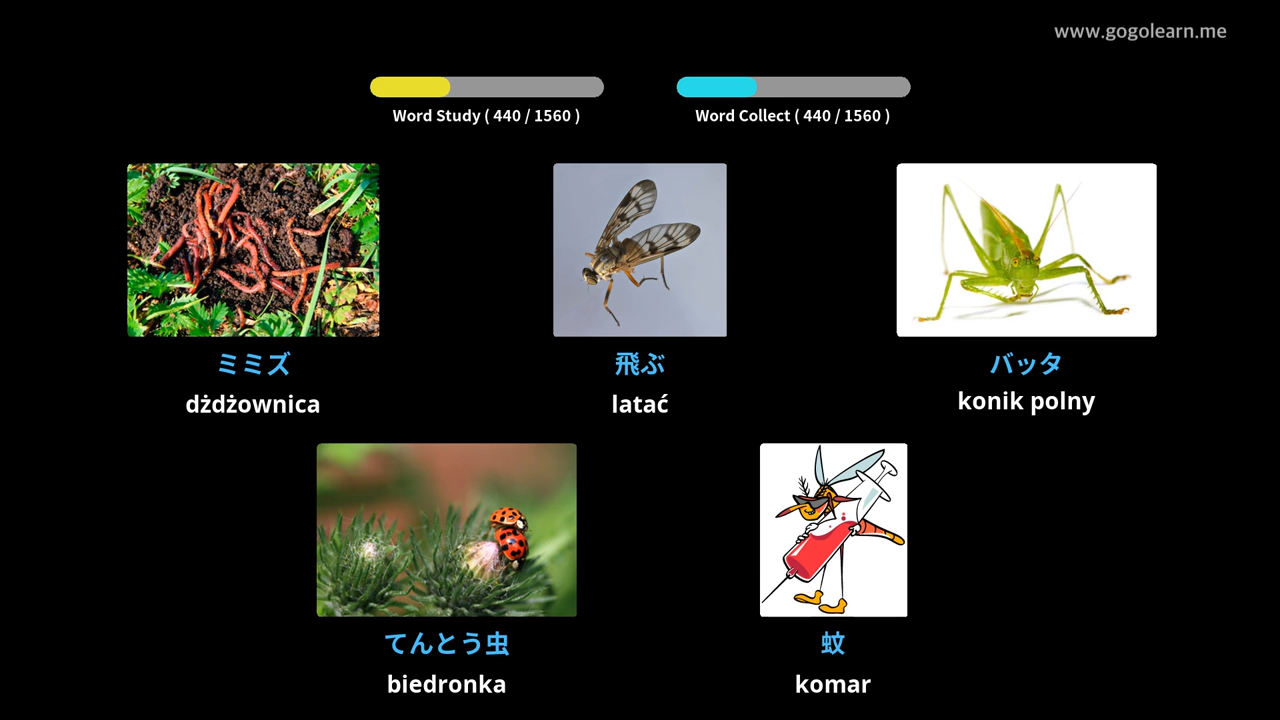 www.gogolearn.me
Word Study ( 440 / 1560 )
Word Collect ( 440 / 1560 )
ミミズ
dżdżownica
飛ぶ
latać
バッタ
konik polny
てんとう虫
biedronka
蚊
komar